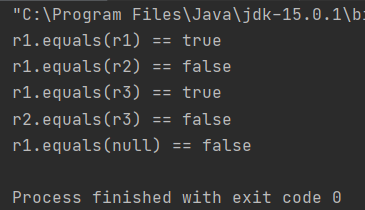 "C:\Program Files\Java\jdk-15.0.1\bi
r1.equals(r1) == true
r1.equals(r2) == false
r1.equals(r3) == true
r2.equals(r3) == false
r1.equals(null) == false
Process finished with exit code 0